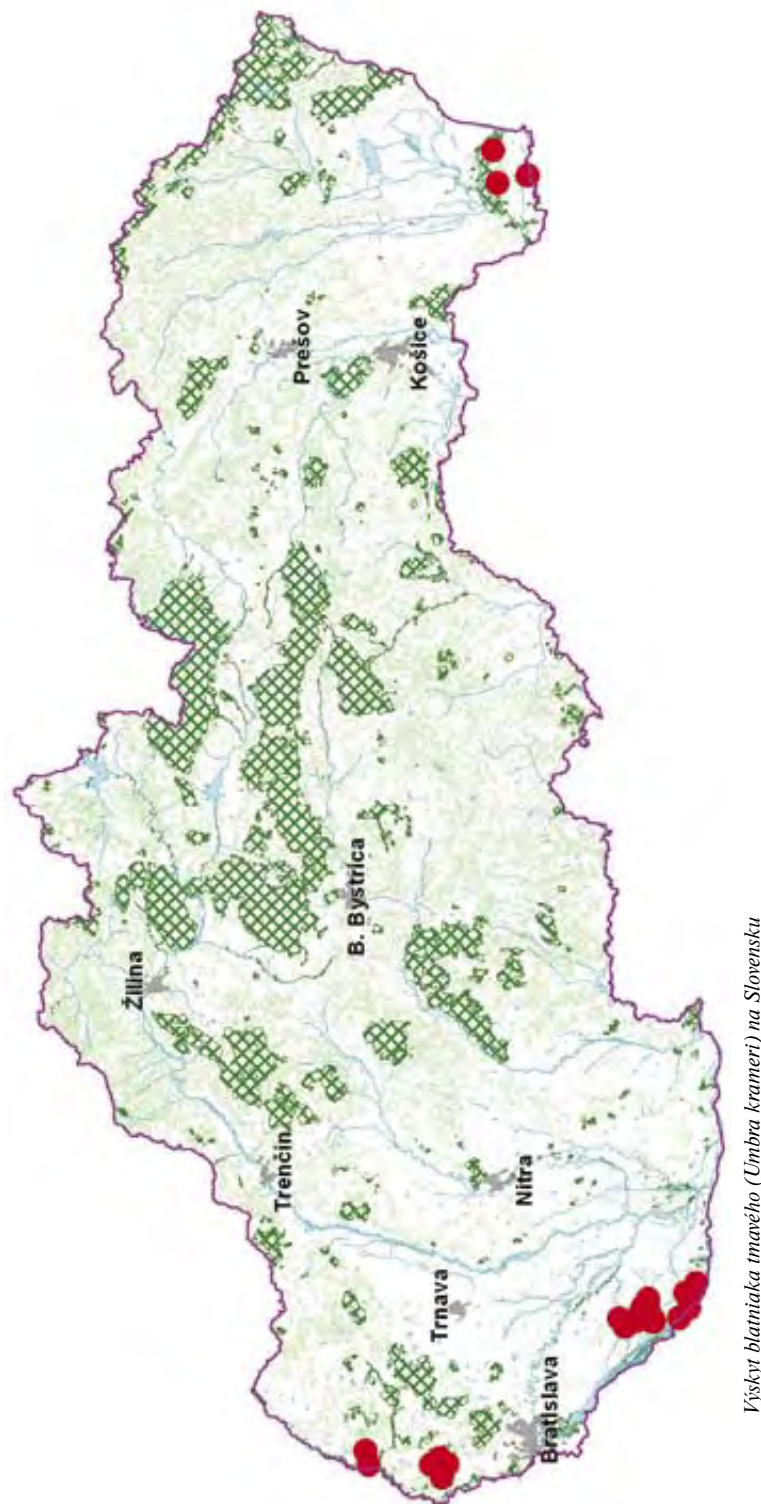 Žilina
Trenčín
B. Bystrica
Prešov
Košice
Trnava
Nitra
Bratislava
Výskyt blatniaka tmavého (Umbra krameri) na Slovensku